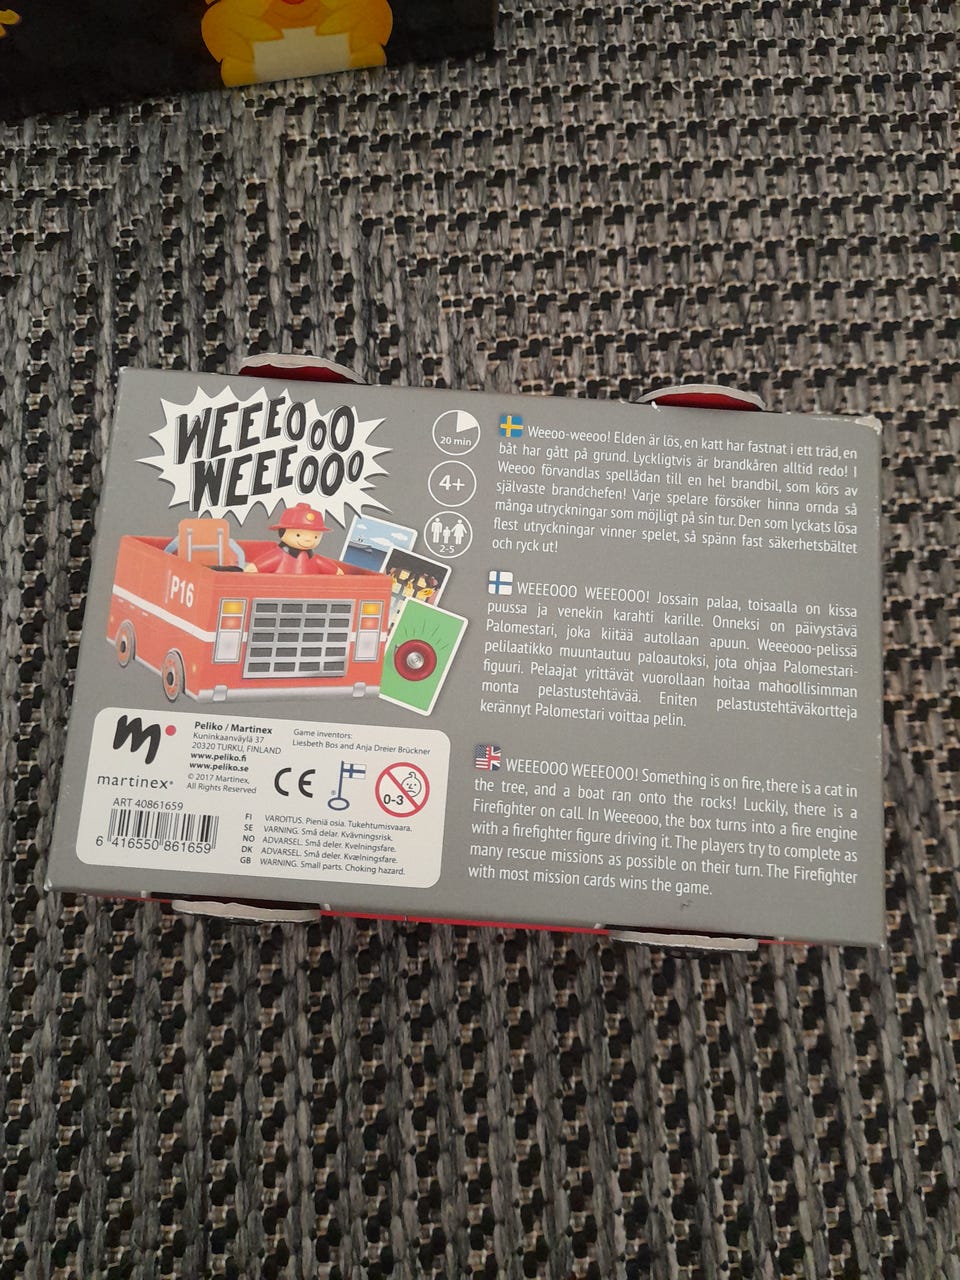 WEEEOOO
WEEEOOO
20 min
4+
2-5
P16
Weeoo-weeoo! Elden är lös, en katt har fastnat i ett träd, en
båt har gått på grund. Lyckligtvis är brandkåren alltid redo! I
Weeoo förvandlas spellådan till en hel brandbil, som körs av
självaste brandchefen! Varje spelare försöker hinna ornda så
många utryckningar som möjligt på sin tur. Den som lyckats lösa
flest utryckningar vinner spelet, så spänn fast säkerhetsbältet
och ryck ut!
WEEEOOO WEEEOOO! Jossain palaa, toisaalla on kissa
puussa ja venekin karahti karille. Onneksi on päivystävä
Palomestari, joka kiitää autollaan apuun. Weeeooo-pelissä
pelilaatikko muuntautuu paloautoksi, jota ohjaa Palomestari-
figuuri. Pelaajat yrittävät vuorollaan hoitaa mahoollisimman
monta pelastustehtävää. Eniten pelastustehtäväkortteja
kerännyt Palomestari voittaa pelin.
WEEEOOO WEEEOOO! Something is on fire, there is a cat in
the tree, and a boat ran onto the rocks! Luckily, there is a
Firefighter on call. In Weeeooo, the box turns into a fire engine
with a firefighter figure driving it. The players try to complete as
many rescue missions as possible on their turn. The Firefighter
with most mission cards wins the game.
m
martinex®
Peliko / Martinex
Kuninkaanväylä 37
20320 TURKU, FINLAND
www.peliko.fi
www.peliko.se
© 2017 Martinex,
All Rights Reserved
Game inventors:
Liesbeth Bos and Anja Dreier Brückner
CE
0-3
ART 40861659
6 416550 861659
FI VAROITUS. Pieniä osia. Tukehtumisvaara.
SE WARNING. Små delar. Kvävningsrisk.
NO ADVARSEL. Små deler. Kvelningsfare.
DK ADVARSEL. Små dele. Kvælningsfare.
GB WARNING. Small parts. Choking hazard.